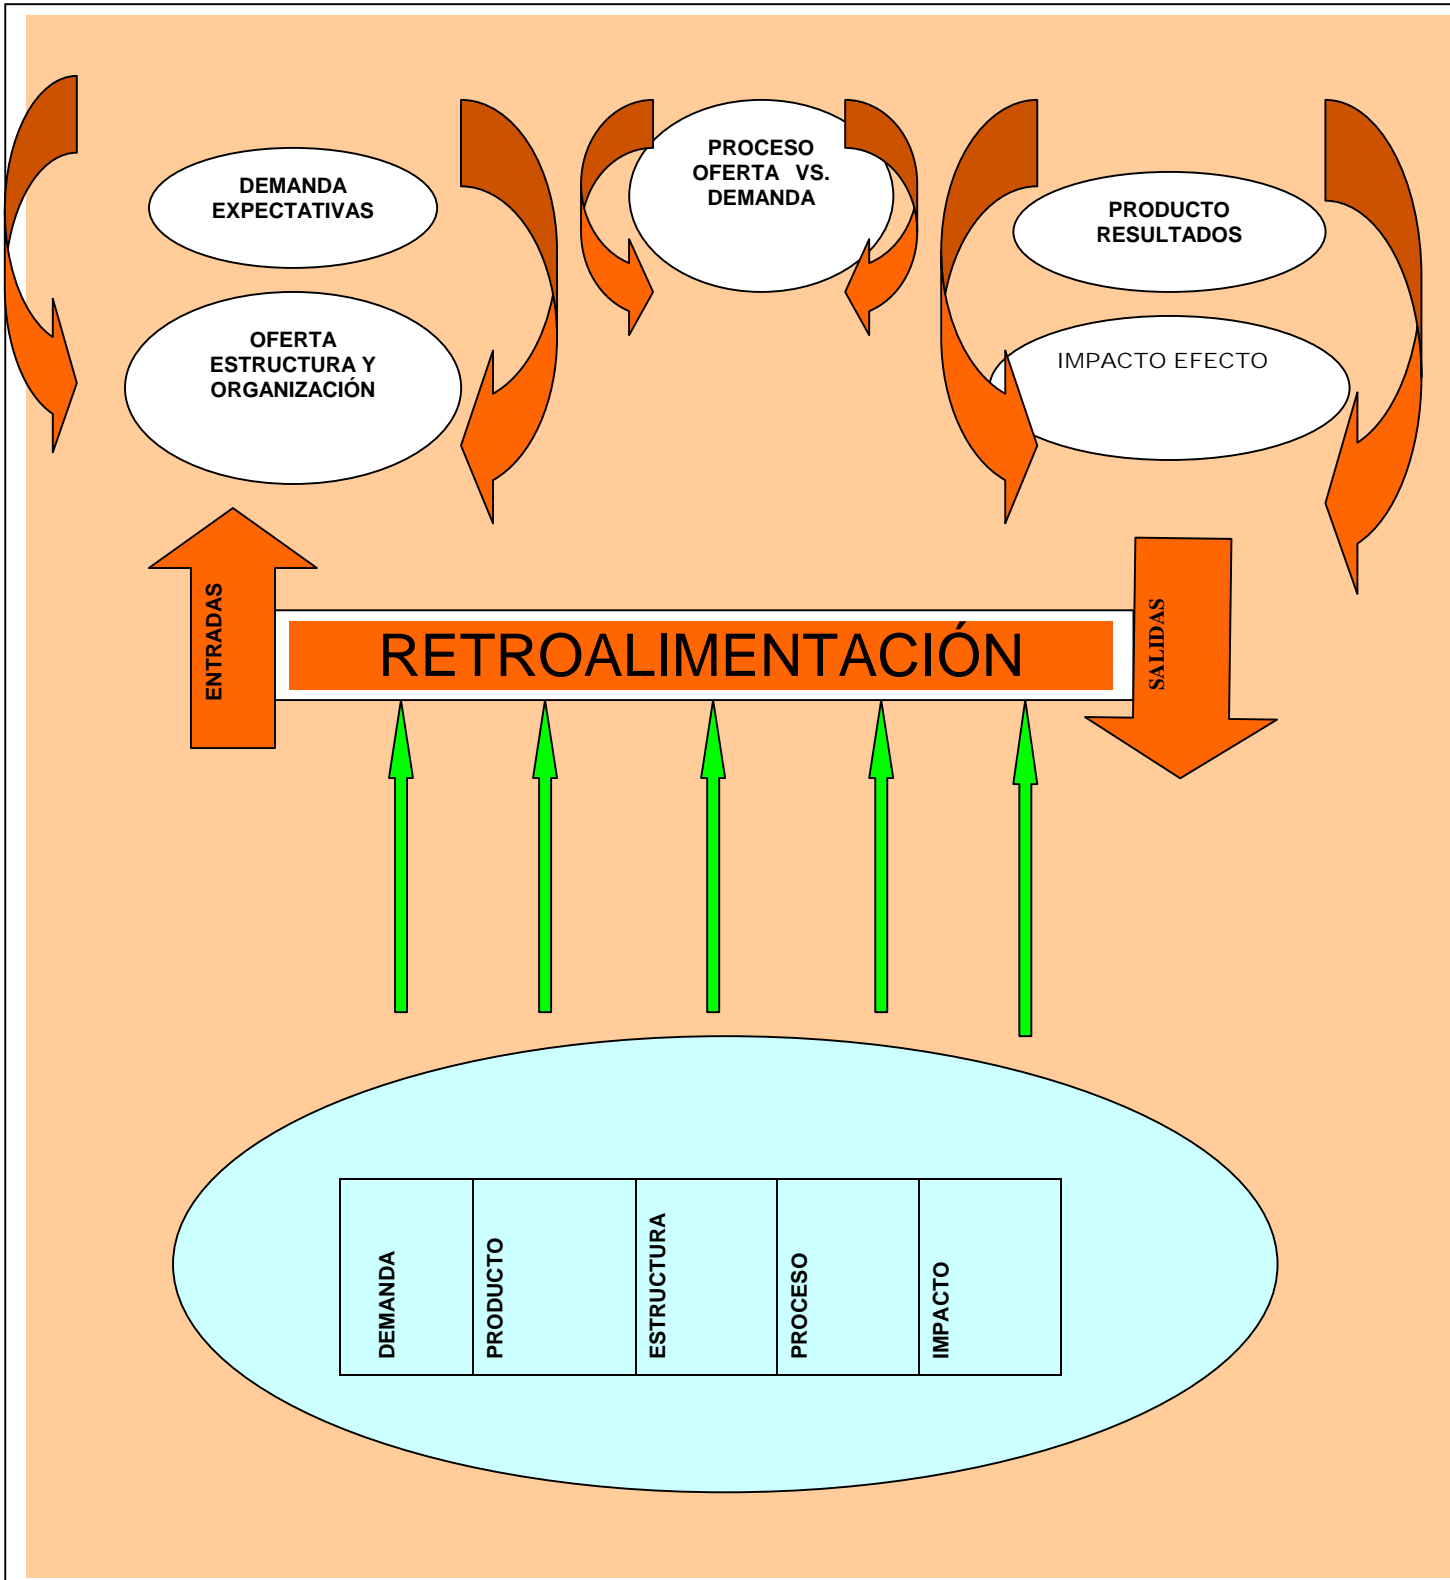 DEMANDA
EXPECTATIVAS
OFERTA
ESTRUCTURA Y
ORGANIZACIÓN
PROCESO
OFERTA VS.
DEMANDA
PRODUCTO
RESULTADOS
IMPACTO EFECTO
ENTRADAS
RETROALIMENTACIÓN
SALIDAS
DEMANDA
PRODUCTO
ESTRUCTURA
PROCESO
IMPACTO